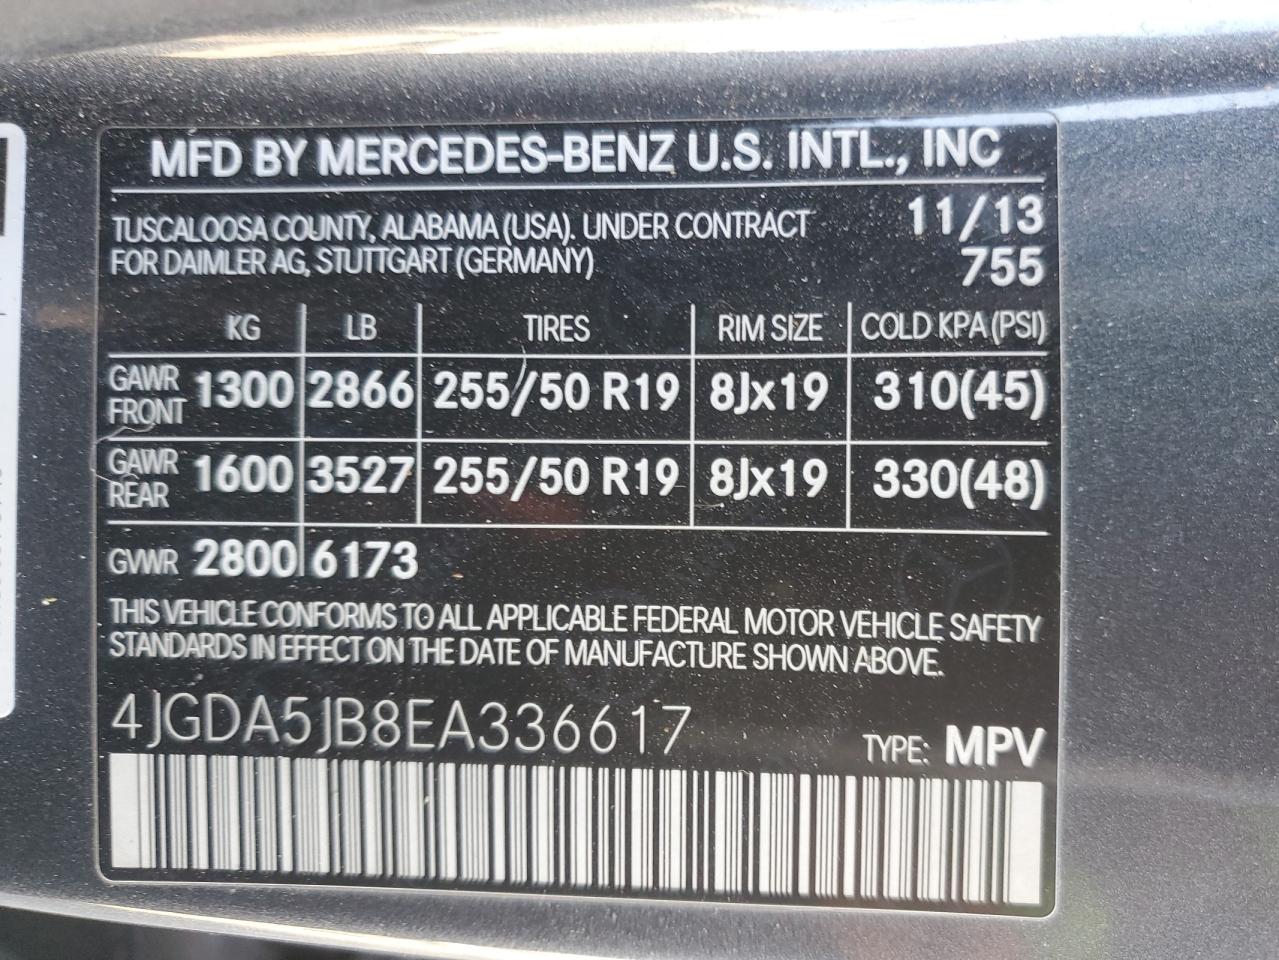 MFD BY MERCEDES-BENZ U.S. INTL., INC
TUSCALOOSA COUNTY, ALABAMA (USA). UNDER CONTRACT 11/13
FOR DAIMLER AG, STUTTGART (GERMANY) 755
KG LB TIRES RIM SIZE COLD KPA (PSI)
GAWR FRONT 1300 2866 255/50 R19 8Jx19 310(45)
GAWR REAR 1600 3527 255/50 R19 8Jx19 330(48)
GVWR 2800 6173
THIS VEHICLE CONFORMS TO ALL APPLICABLE FEDERAL MOTOR VEHICLE SAFETY
STANDARDS IN EFFECT ON THE DATE OF MANUFACTURE SHOWN ABOVE.
4JGDA5JB8EA336617 TYPE: MPV